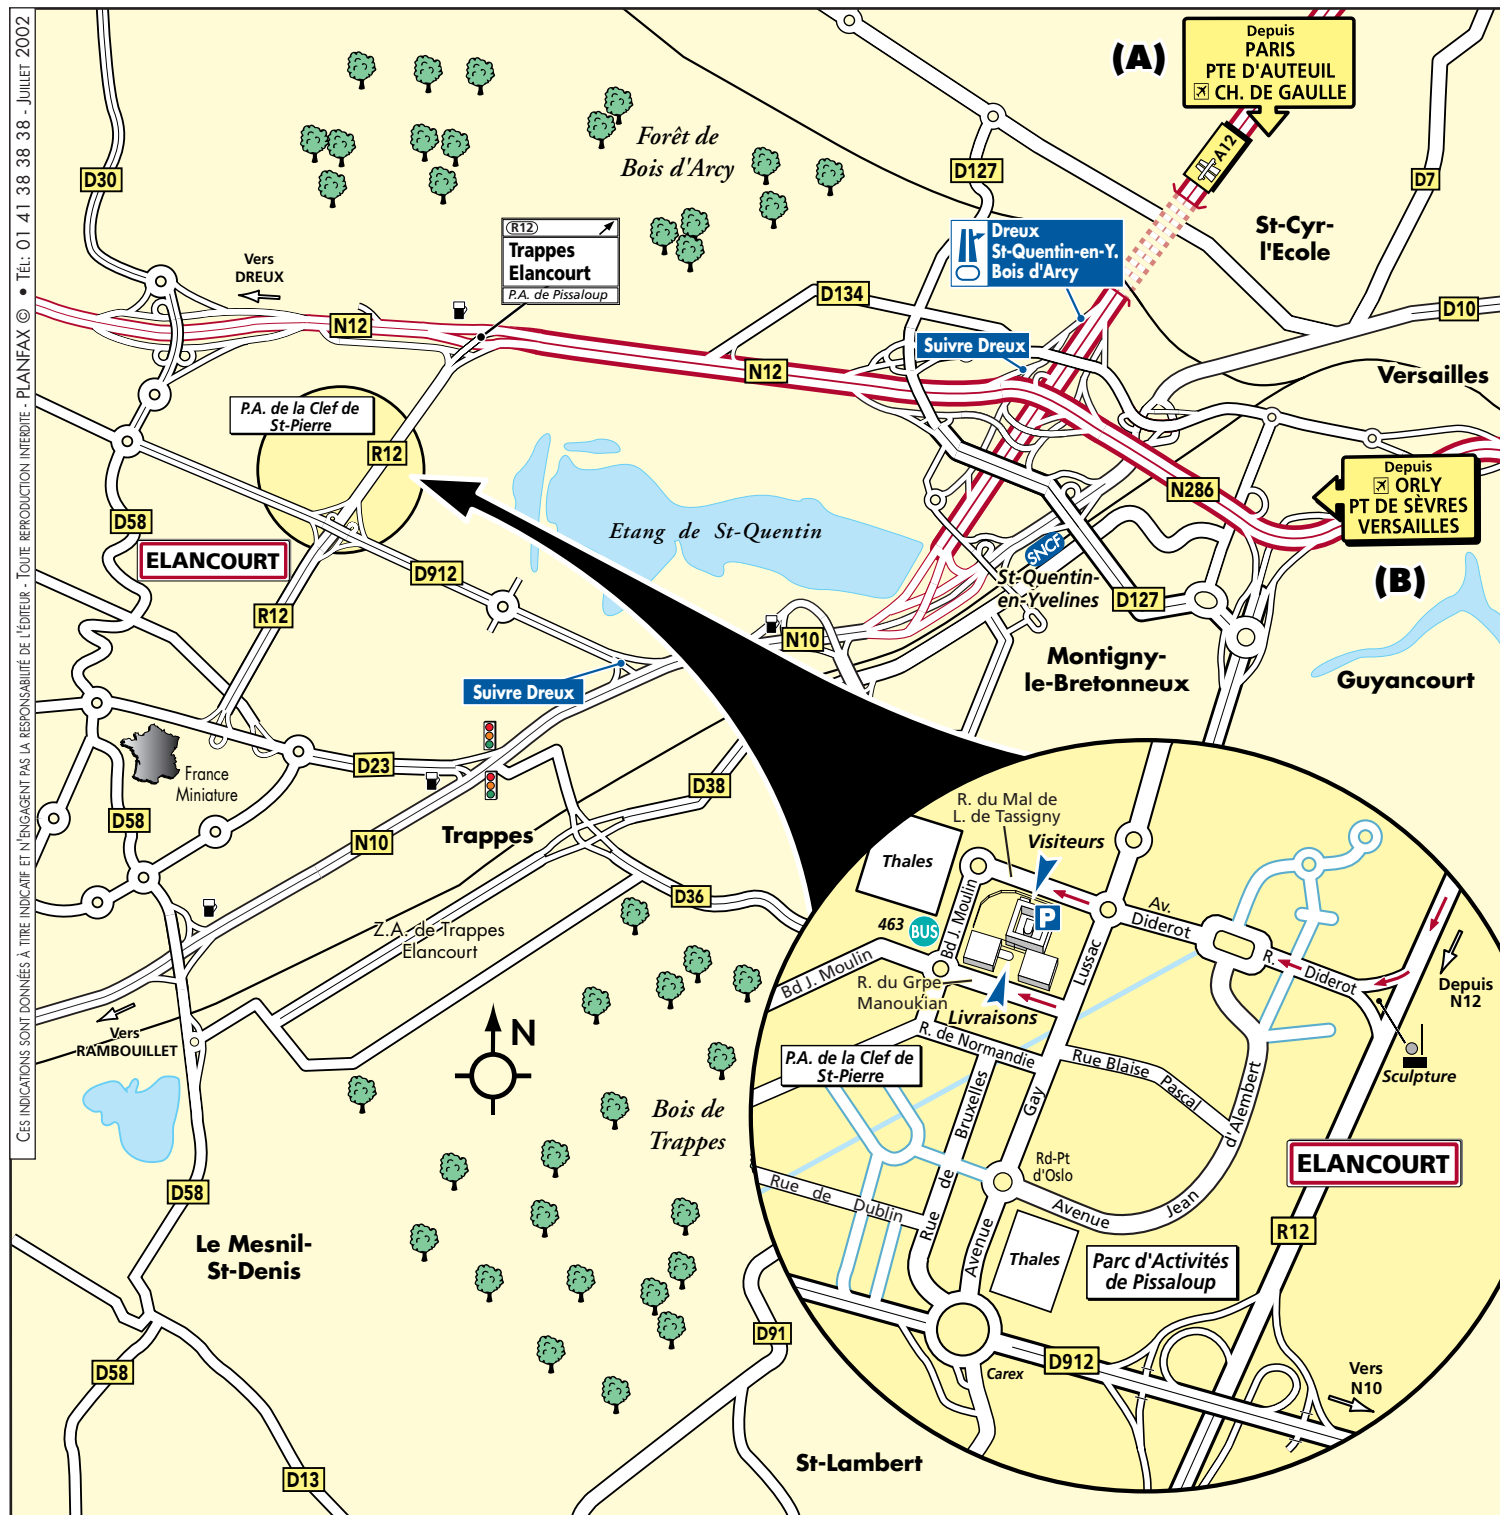 CES INDICATIONS SONT DONNÉES À TITRE INDICATIF ET N'ENGAGENT PAS LA RESPONSABILITÉ DE L'ÉDITEUR - TOUTE REPRODUCTION INTERDITE - PLANFAX © • TÉL: 01 41 38 38 38 - JUILLET 2002
(A)
Depuis
PARIS
PTE D'AUTEUIL
CH. DE GAULLE
A12
Forêt de
Bois d'Arcy
D30
D127
D7
R12
Trappes
Elancourt
P.A. de Pissaloup
Dreux
St-Quentin-en-Y.
Bois d'Arcy
St-Cyr-
l'Ecole
Vers
DREUX
D134
D10
N12
Suivre Dreux
N12
Versailles
P.A. de la Clef de
St-Pierre
R12
Depuis
ORLY
PT DE SÈVRES
VERSAILLES
N286
D58
Etang de St-Quentin
SNCF
ELANCOURT
D912
St-Quentin-
en-Yvelines
(B)
D127
R12
N10
Montigny-
le-Bretonneux
Guyancourt
Suivre Dreux
France
Miniature
D23
D38
D58
N10
Trappes
D36
Z.A. de Trappes
Elancourt
Vers
RAMBOUILLET
N
Bois de
Trappes
D58
Le Mesnil-
St-Denis
D58
D13
D91
St-Lambert
R. du Mal de
L. de Tassigny
Visiteurs
Thales
P
463 BUS
Bd J. Moulin
Av.
Diderot
Lussac
R. Diderot
Bd J. Moulin
R. du Grpe
Manoukian
Livraisons
Depuis
N12
R. de Normandie
Rue Blaise Pascal
Sculpture
P.A. de la Clef de
St-Pierre
Gay
Rue de Bruxelles
d'Alembert
Rd-Pt
d'Oslo
ELANCOURT
Rue de Dublin
Avenue Jean
Avenue
R12
Thales
Parc d'Activités
de Pissaloup
D912
Carex
Vers
N10